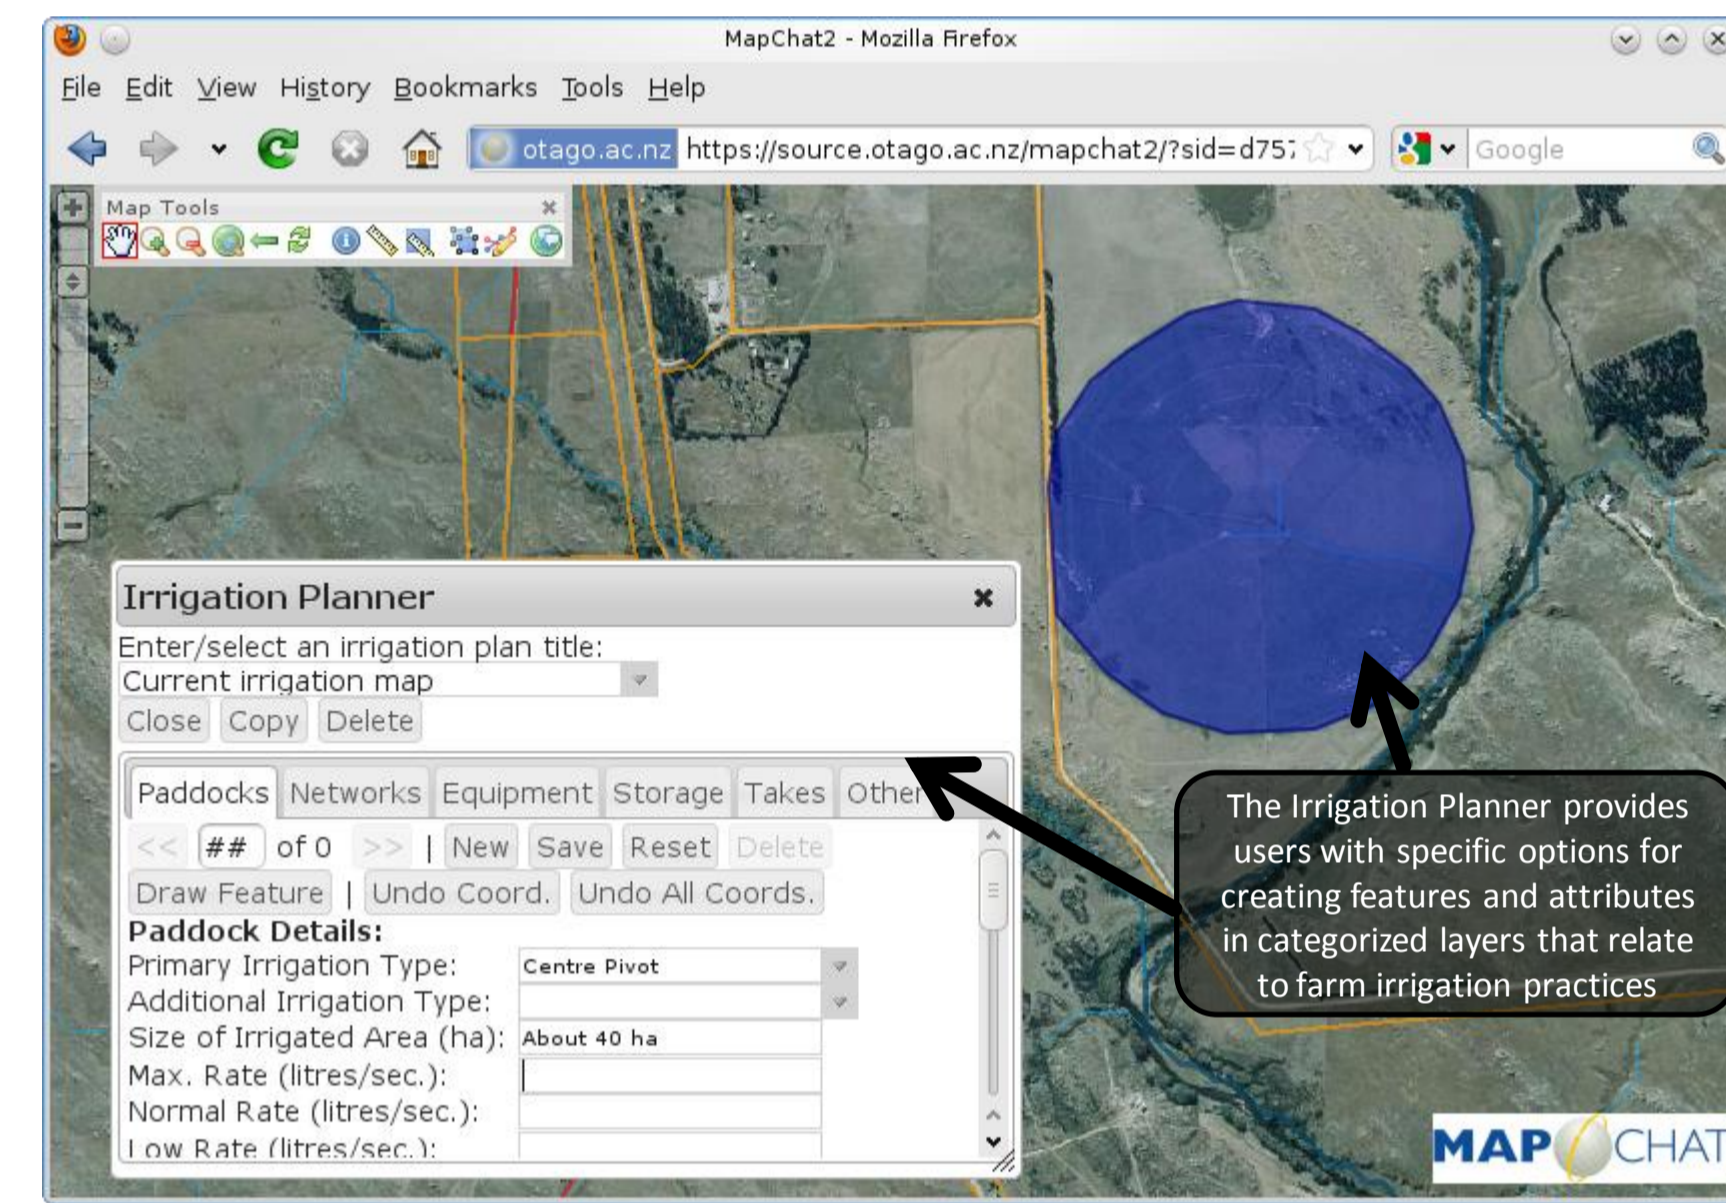 MapChat2 - Mozilla Firefox
File Edit View History Bookmarks Tools Help
otago.ac.nz https://source.otago.ac.nz/mapchat2/?sid=d757 Google
Map Tools
Irrigation Planner
Enter/select an irrigation plan title:
Current irrigation map
Close Copy Delete
Paddocks Networks Equipment Storage Takes Other
<< ## of 0 >> | New Save Reset Delete
Draw Feature | Undo Coord. Undo All Coords.
Paddock Details:
Primary Irrigation Type: Centre Pivot
Additional Irrigation Type:
Size of Irrigated Area (ha): About 40 ha
Max. Rate (litres/sec.):
Normal Rate (litres/sec.):
Low Rate (litres/sec.):
The Irrigation Planner provides
users with specific options for
creating features and attributes
in categorized layers that relate
to farm irrigation practices
MAP CHAT